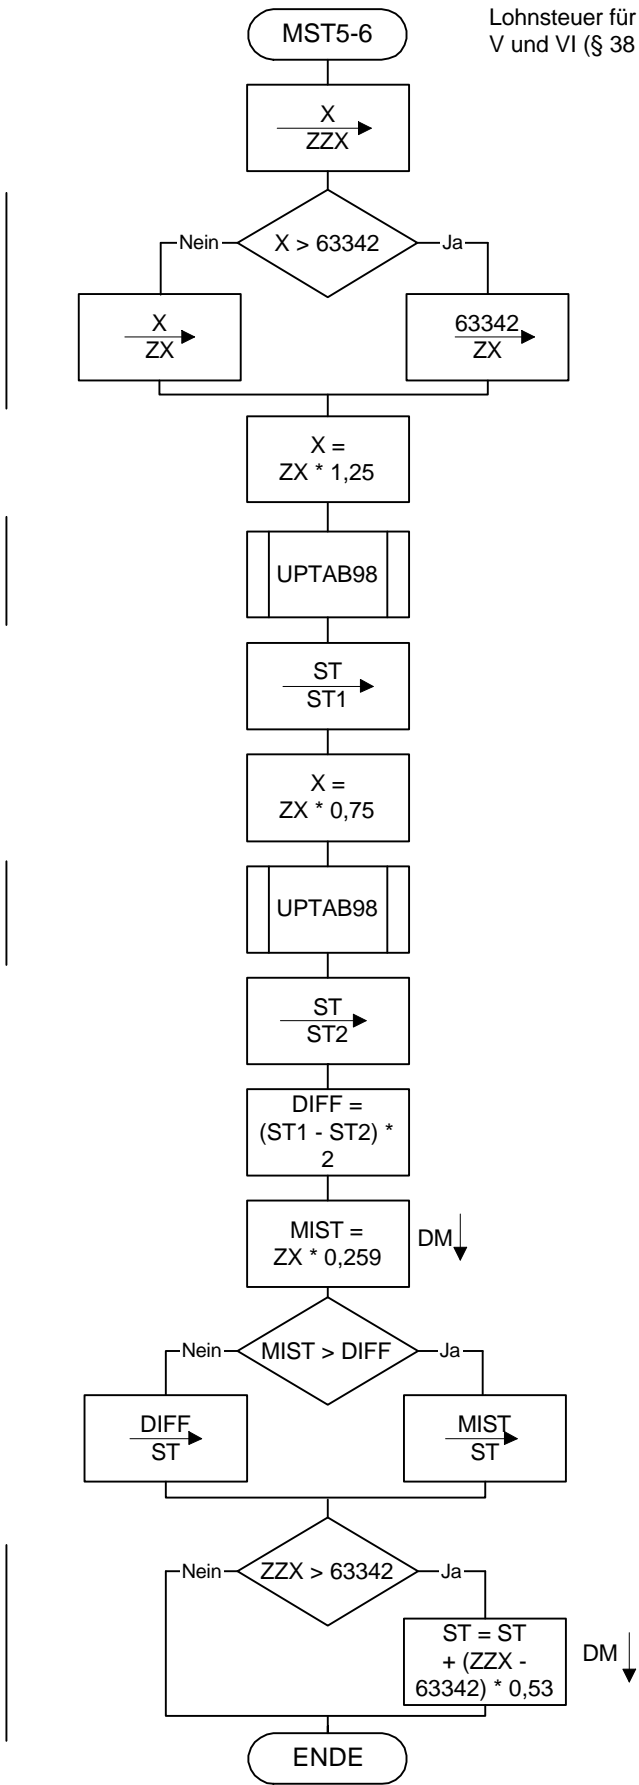 MST5-6
Lohnsteuer für
V und VI (§ 38
X
ZZX
X > 63342
Nein
Ja
X
ZX
63342
ZX
X =
ZX * 1,25
UPTAB98
ST
ST1
X =
ZX * 0,75
UPTAB98
ST
ST2
DIFF =
(ST1 - ST2) *
2
MIST =
ZX * 0,259
DM
MIST > DIFF
Nein
Ja
DIFF
ST
MIST
ST
ZZX > 63342
Nein
Ja
ST = ST
+ (ZZX -
63342) * 0,53
DM
ENDE